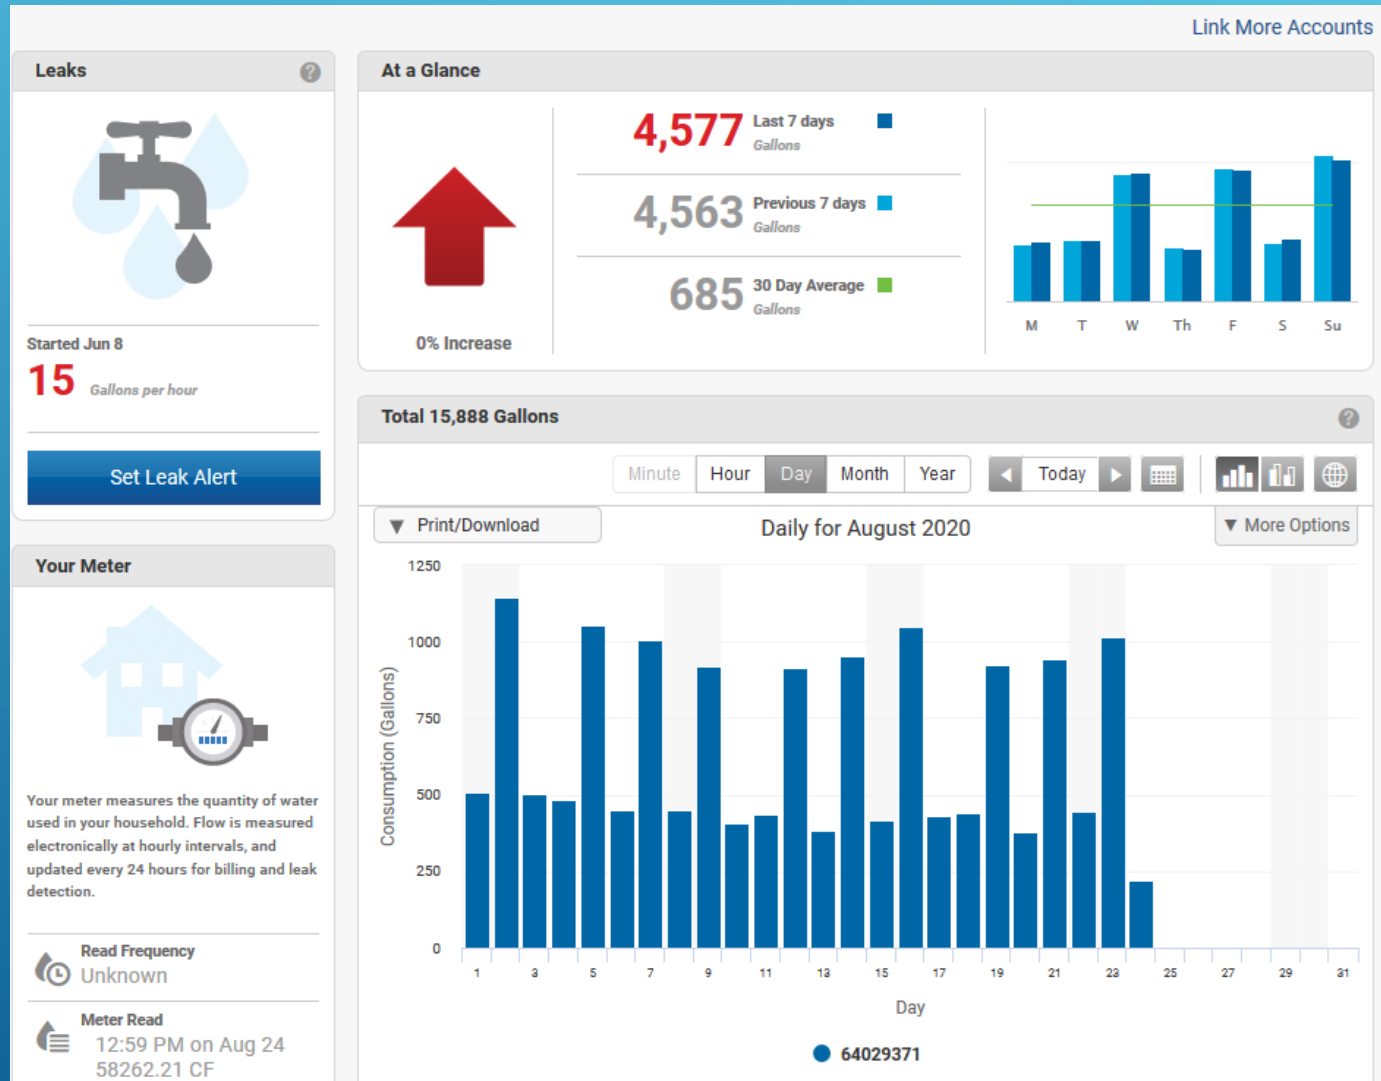 Link More Accounts
Leaks
?
Started Jun 8
15 Gallons per hour
Set Leak Alert
At a Glance
0% Increase
4,577 Last 7 days
Gallons
4,563 Previous 7 days
Gallons
685 30 Day Average
Gallons
M T W Th F S Su
Your Meter
Your meter measures the quantity of water
used in your household. Flow is measured
electronically at hourly intervals, and
updated every 24 hours for billing and leak
detection.
Read Frequency
Unknown
Meter Read
12:59 PM on Aug 24
58262.21 CF
Total 15,888 Gallons
?
Minute Hour Day Month Year Today
Print/Download
Daily for August 2020
More Options
Consumption (Gallons)
1250
1000
750
500
250
0
1 3 5 7 9 11 13 15 17 19 21 23 25 27 29 31
Day
64029371